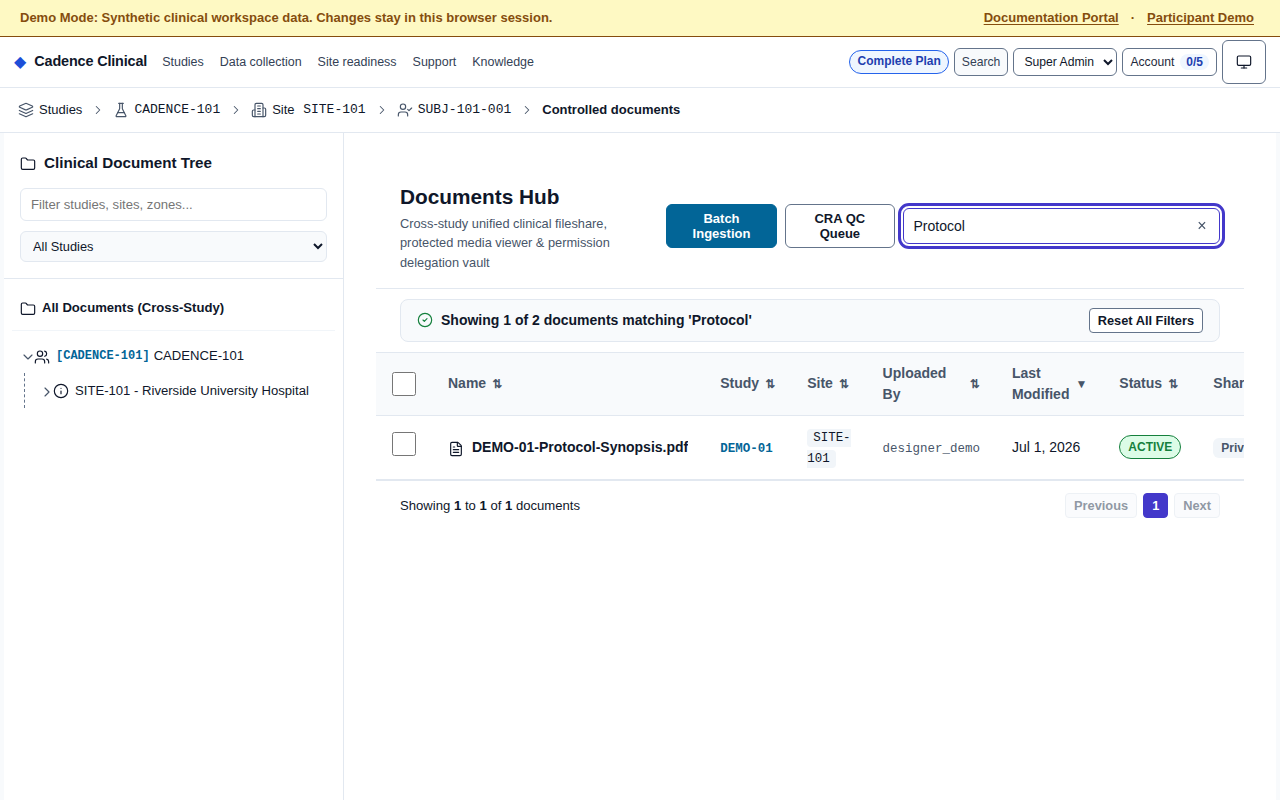 Demo Mode: Synthetic clinical workspace data. Changes stay in this browser session.
Documentation Portal · Participant Demo
Cadence Clinical Studies Data collection Site readiness Support Knowledge
Complete Plan Search Super Admin Account 0/5
Studies CADENCE-101 Site SITE-101 SUBJ-101-001 Controlled documents
Clinical Document Tree
Filter studies, sites, zones...
All Studies
All Documents (Cross-Study)
[CADENCE-101] CADENCE-101
SITE-101 - Riverside University Hospital
Documents Hub
Cross-study unified clinical fileshare,
protected media viewer & permission
delegation vault
Batch
Ingestion
CRA QC
Queue
Protocol ×
Showing 1 of 2 documents matching 'Protocol'
Reset All Filters
Name ⇅ Study ⇅ Site ⇅ Uploaded By ⇅ Last Modified ▼ Status ⇅ Shar
DEMO-01-Protocol-Synopsis.pdf DEMO-01 SITE-101 designer_demo Jul 1, 2026 ACTIVE Priv
Showing 1 to 1 of 1 documents
Previous 1 Next